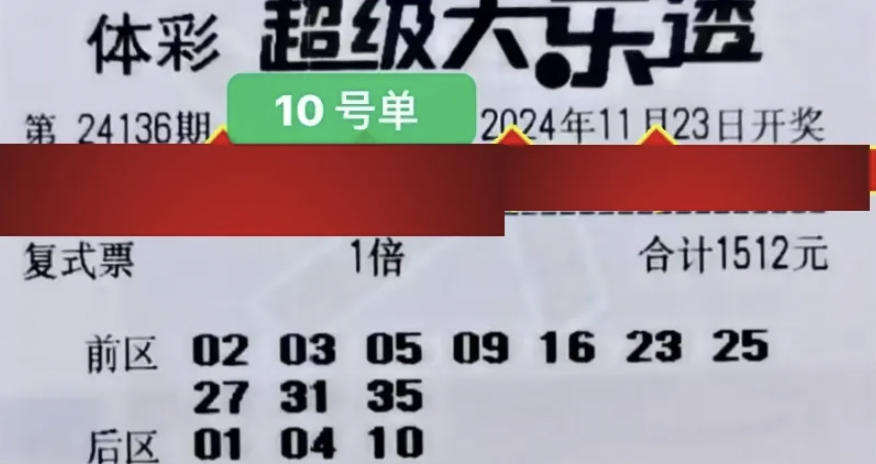 体彩 超级大乐透
第 24136期 10 号单 2024年11月23日开奖
复式票 1倍 合计1512元
前区 02 03 05 09 16 23 25
27 31 35
后区 01 04 10